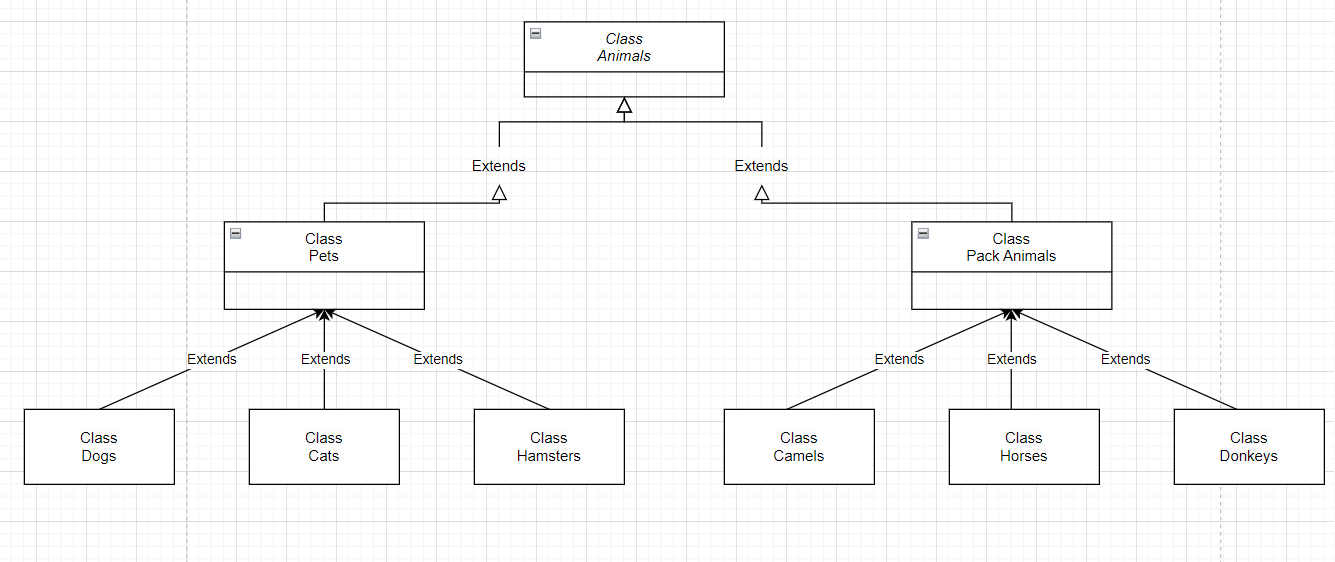 Class
Animals
Extends
Extends
Class
Pets
Class
Pack Animals
Extends
Extends
Extends
Extends
Extends
Extends
Class
Dogs
Class
Cats
Class
Hamsters
Class
Camels
Class
Horses
Class
Donkeys